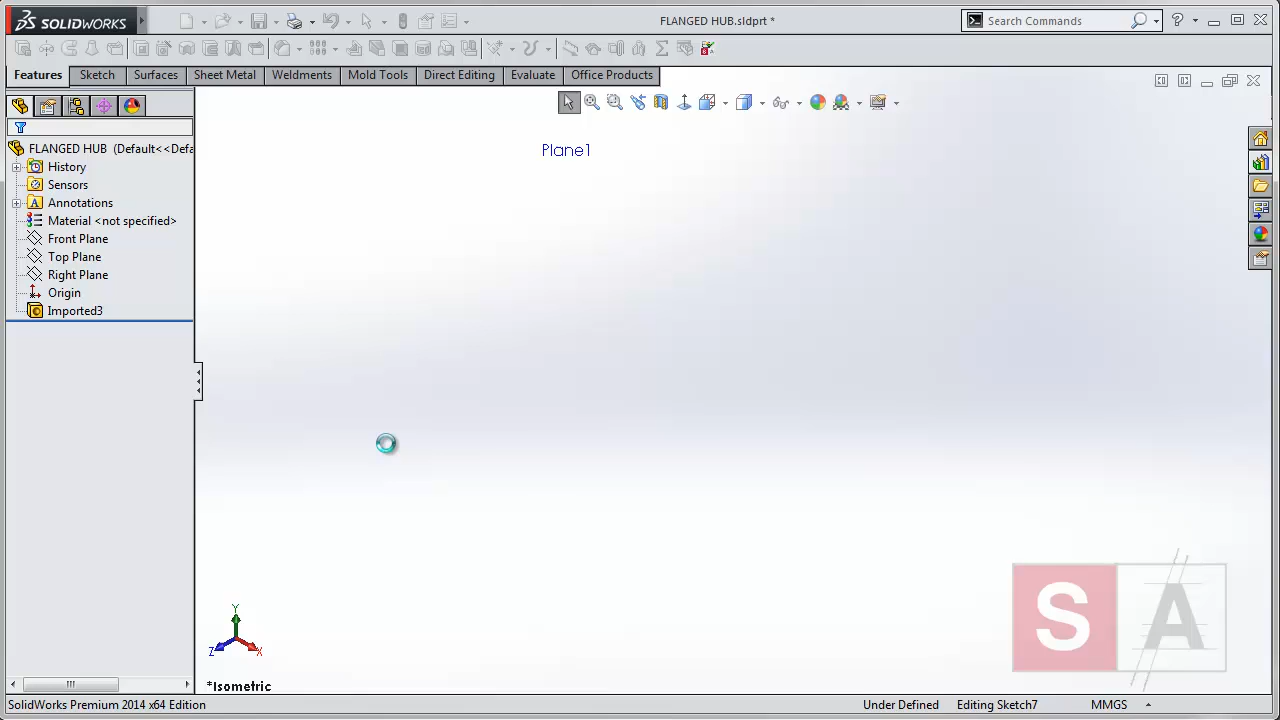 SOLIDWORKS
FLANGED HUB.sldprt *
Search Commands
?
Features
Sketch
Surfaces
Sheet Metal
Weldments
Mold Tools
Direct Editing
Evaluate
Office Products
FLANGED HUB (Default<<Defa
History
Sensors
A
Annotations
Material <not specified>
Front Plane
Top Plane
Right Plane
Origin
Imported3
Plane1
Y
Z
X
*Isometric
SA
SolidWorks Premium 2014 x64 Edition
Under Defined
Editing Sketch7
MMGS